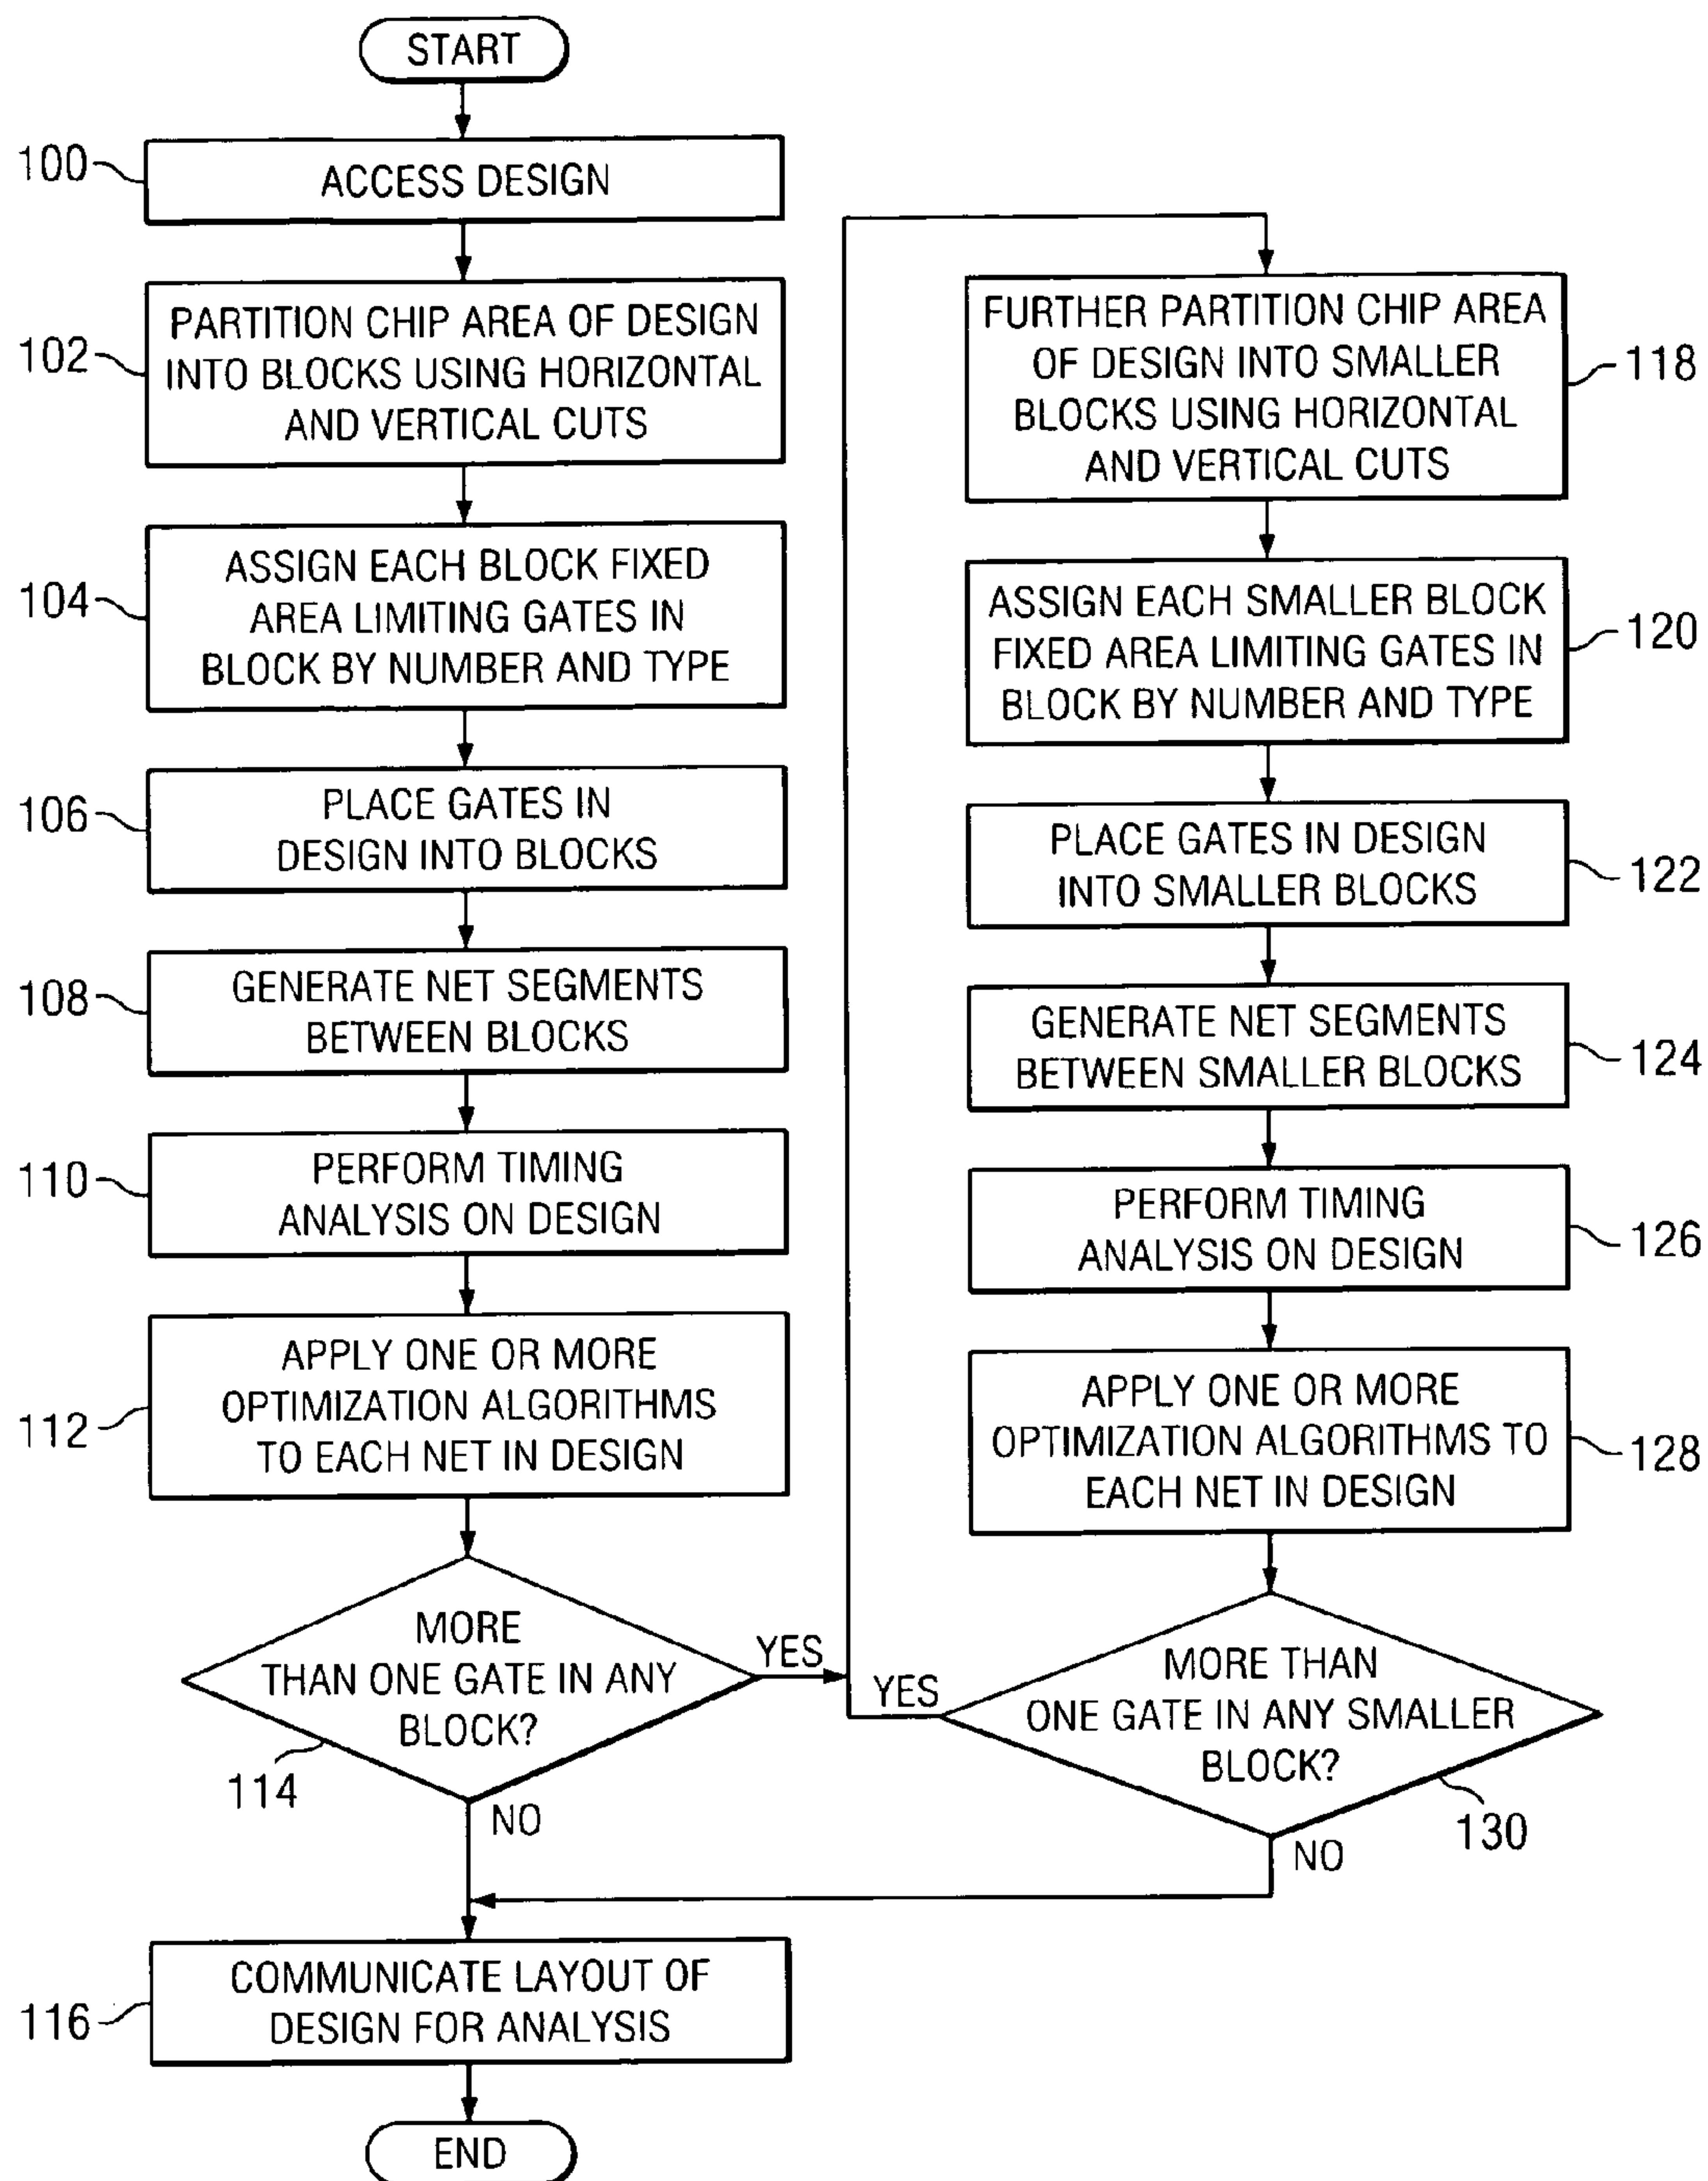 START
100
ACCESS DESIGN
102
PARTITION CHIP AREA OF DESIGN
INTO BLOCKS USING HORIZONTAL
AND VERTICAL CUTS
104
ASSIGN EACH BLOCK FIXED
AREA LIMITING GATES IN
BLOCK BY NUMBER AND TYPE
106
PLACE GATES IN
DESIGN INTO BLOCKS
108
GENERATE NET SEGMENTS
BETWEEN BLOCKS
110
PERFORM TIMING
ANALYSIS ON DESIGN
112
APPLY ONE OR MORE
OPTIMIZATION ALGORITHMS
TO EACH NET IN DESIGN
MORE
THAN ONE GATE IN ANY
BLOCK?
114
YES
NO
116
COMMUNICATE LAYOUT OF
DESIGN FOR ANALYSIS
END
FURTHER PARTITION CHIP AREA
OF DESIGN INTO SMALLER
BLOCKS USING HORIZONTAL
AND VERTICAL CUTS
118
ASSIGN EACH SMALLER BLOCK
FIXED AREA LIMITING GATES IN
BLOCK BY NUMBER AND TYPE
120
PLACE GATES IN DESIGN
INTO SMALLER BLOCKS
122
GENERATE NET SEGMENTS
BETWEEN SMALLER BLOCKS
124
PERFORM TIMING
ANALYSIS ON DESIGN
126
APPLY ONE OR MORE
OPTIMIZATION ALGORITHMS TO
EACH NET IN DESIGN
128
YES
MORE THAN
ONE GATE IN ANY SMALLER
BLOCK?
130
NO